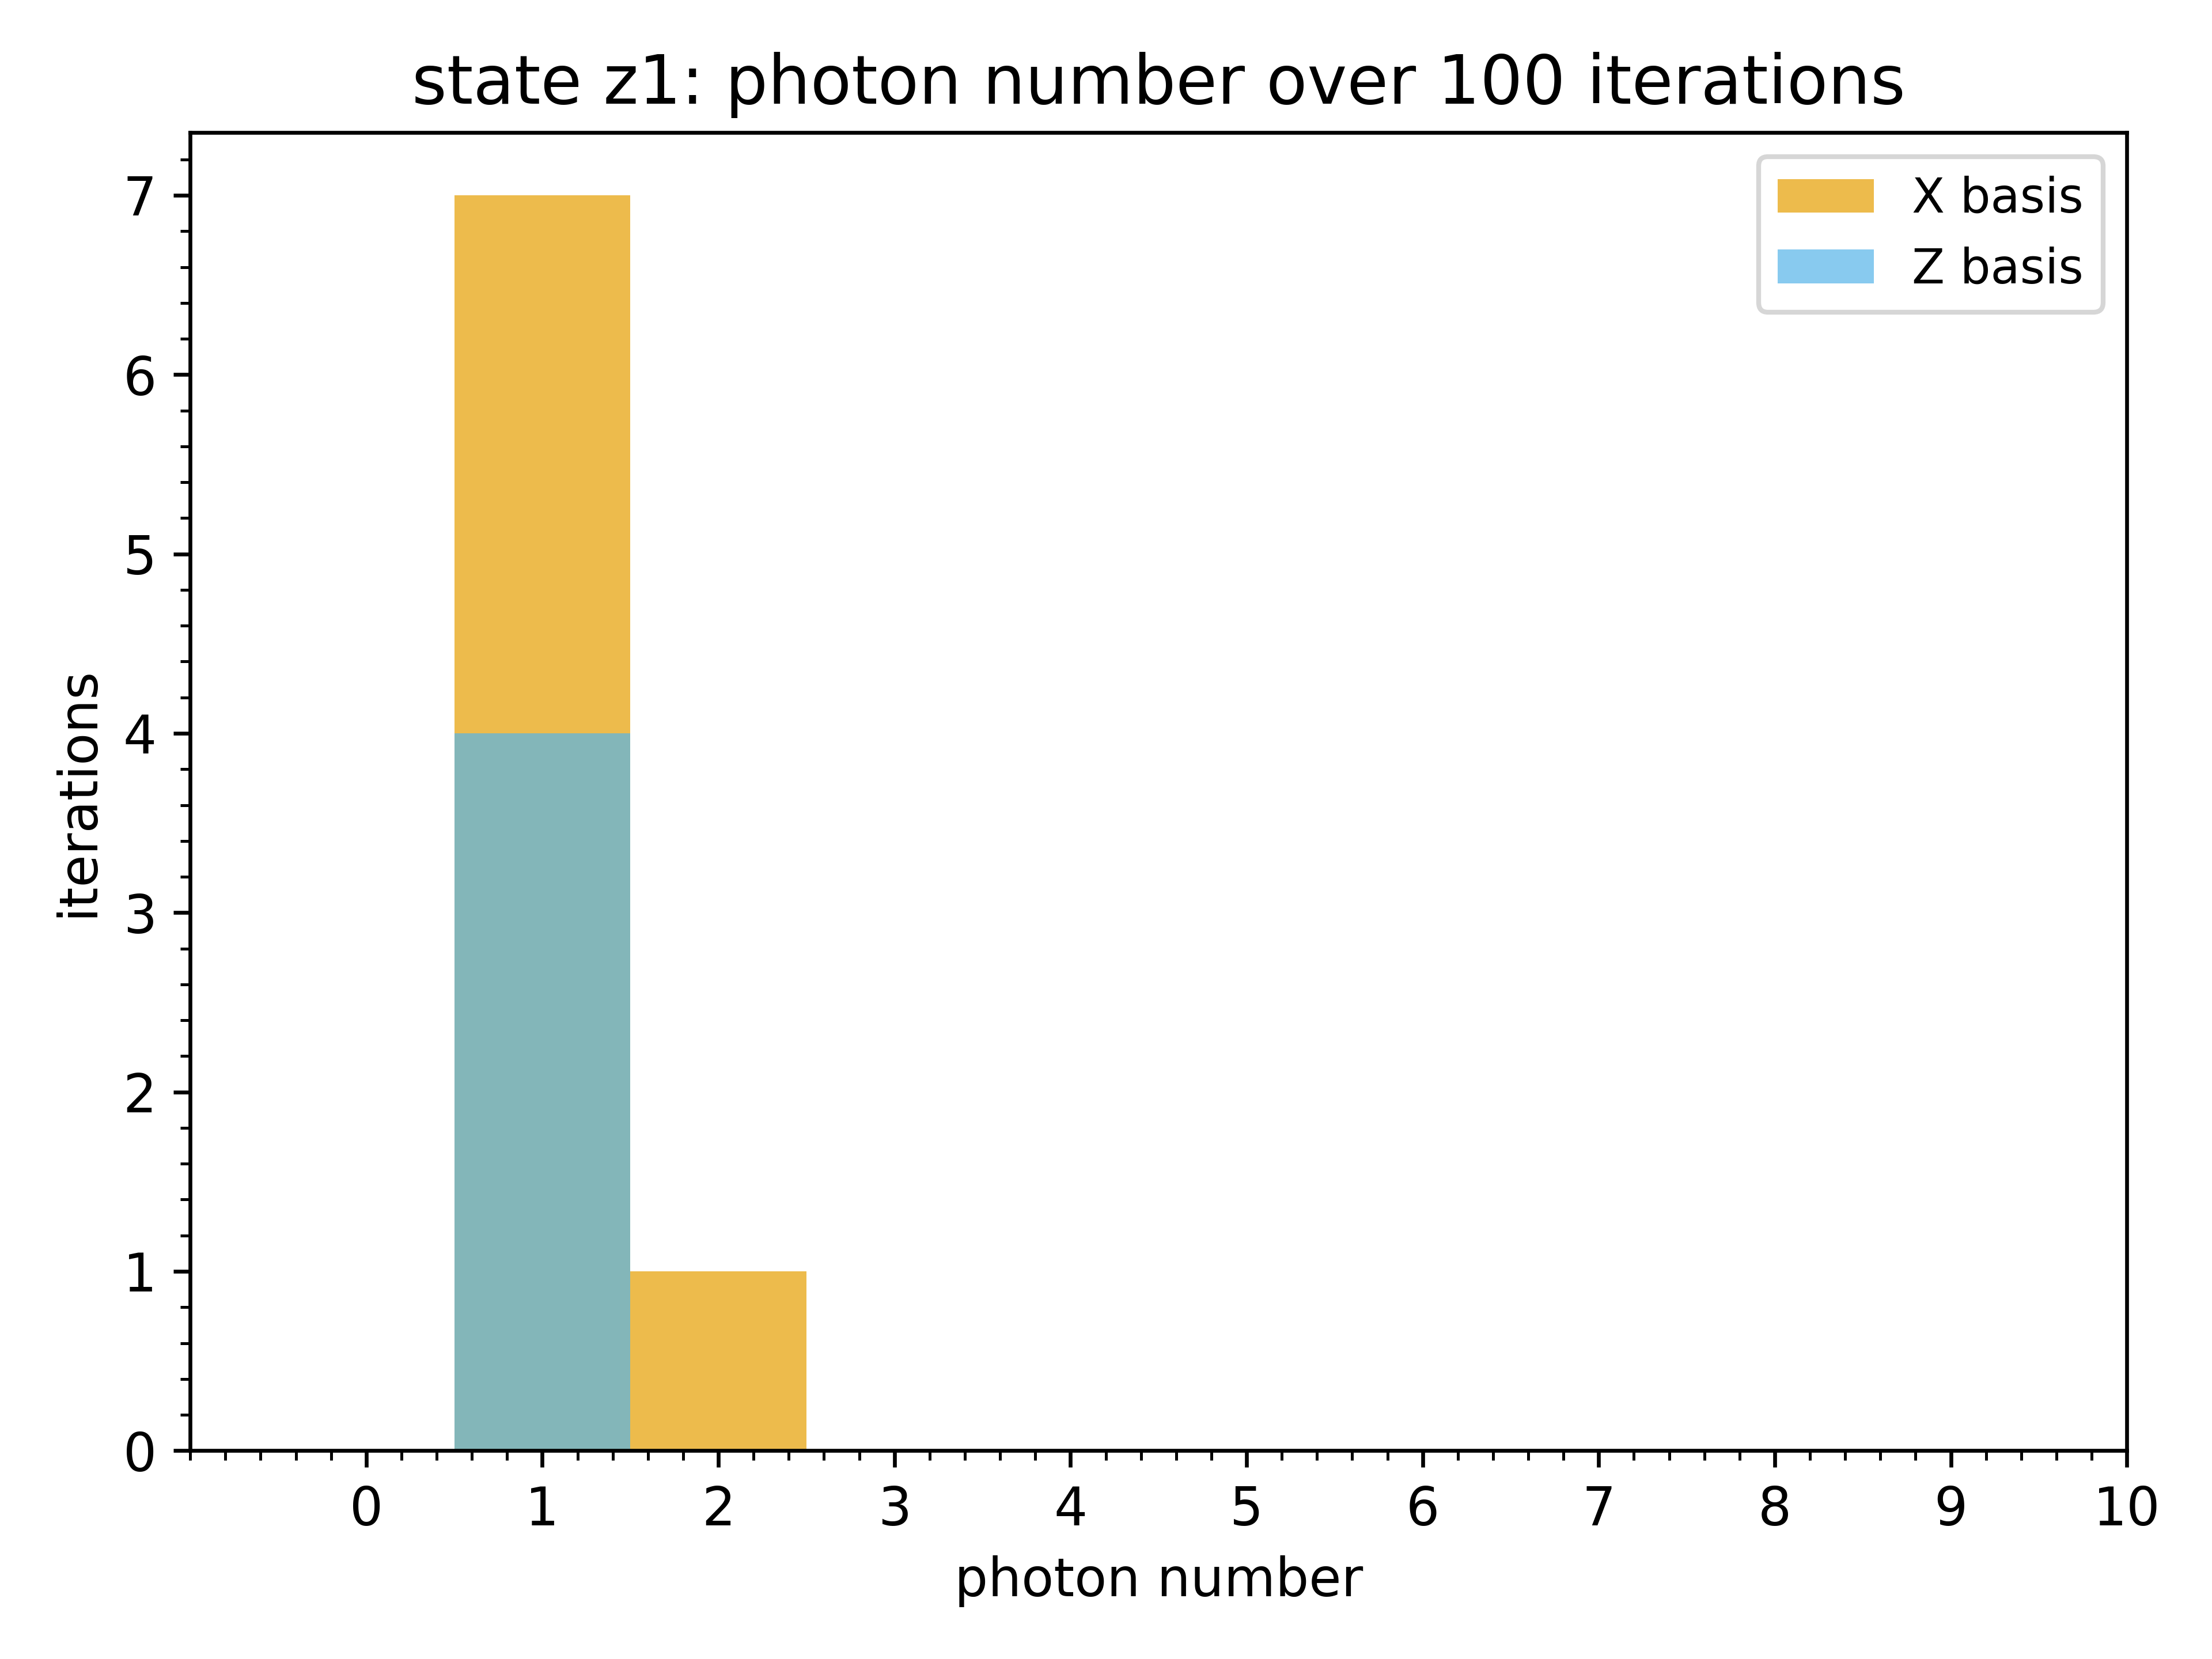 state z1: photon number over 100 iterations
X basis
Z basis
7
6
5
4
3
2
1
0
iterations
0 1 2 3 4 5 6 7 8 9 10
photon number